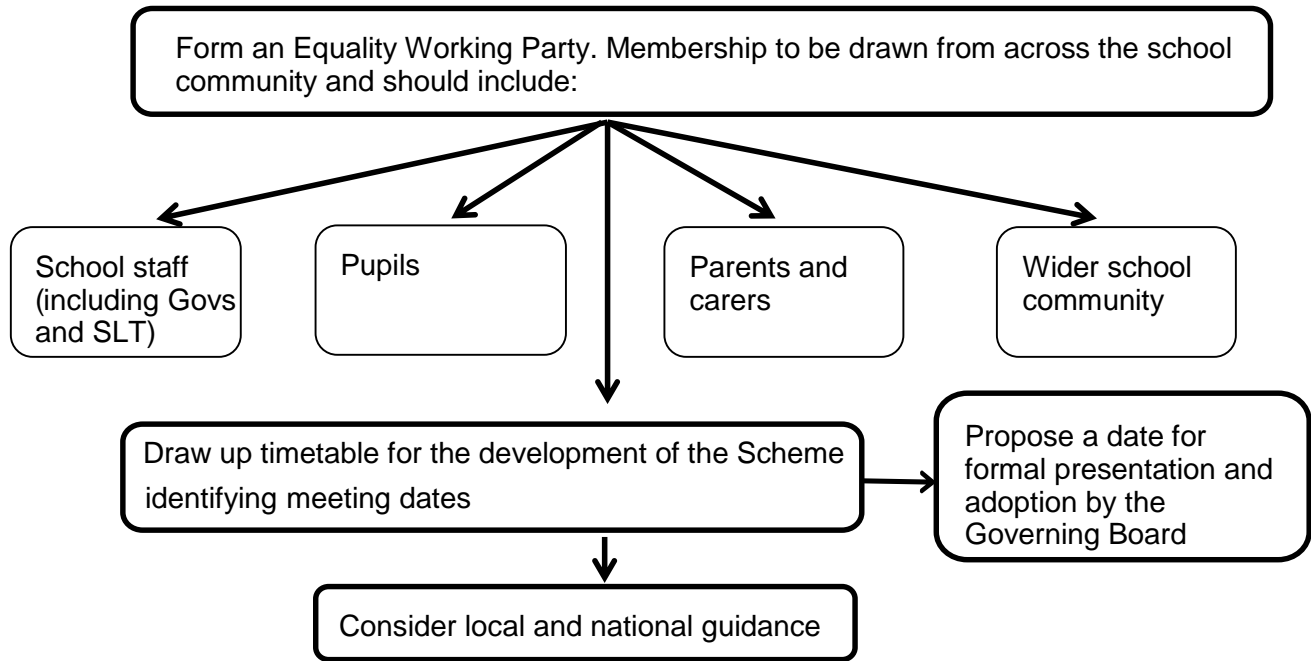 Form an Equality Working Party. Membership to be drawn from across the school
community and should include:
School staff
(including Govs
and SLT)
Pupils
Parents and
carers
Wider school
community
Draw up timetable for the development of the Scheme
identifying meeting dates
Propose a date for
formal presentation and
adoption by the
Governing Board
Consider local and national guidance